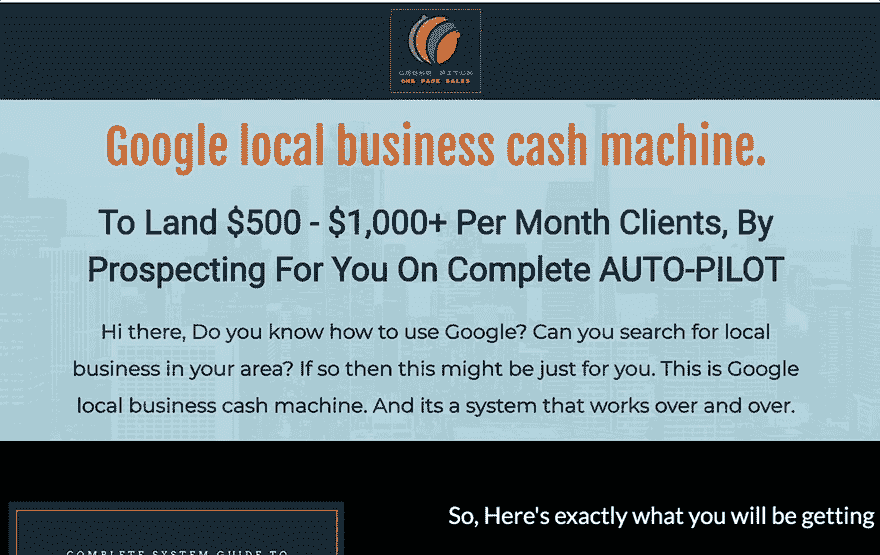 ONE PAGE SALES
Google local business cash machine.
To Land $500 - $1,000+ Per Month Clients, By
Prospecting For You On Complete AUTO-PILOT
Hi there, Do you know how to use Google? Can you search for local
business in your area? If so then this might be just for you. This is Google
local business cash machine. And its a system that works over and over.
So, Here's exactly what you will be getting
COMPLETE SYSTEM GUIDE TO